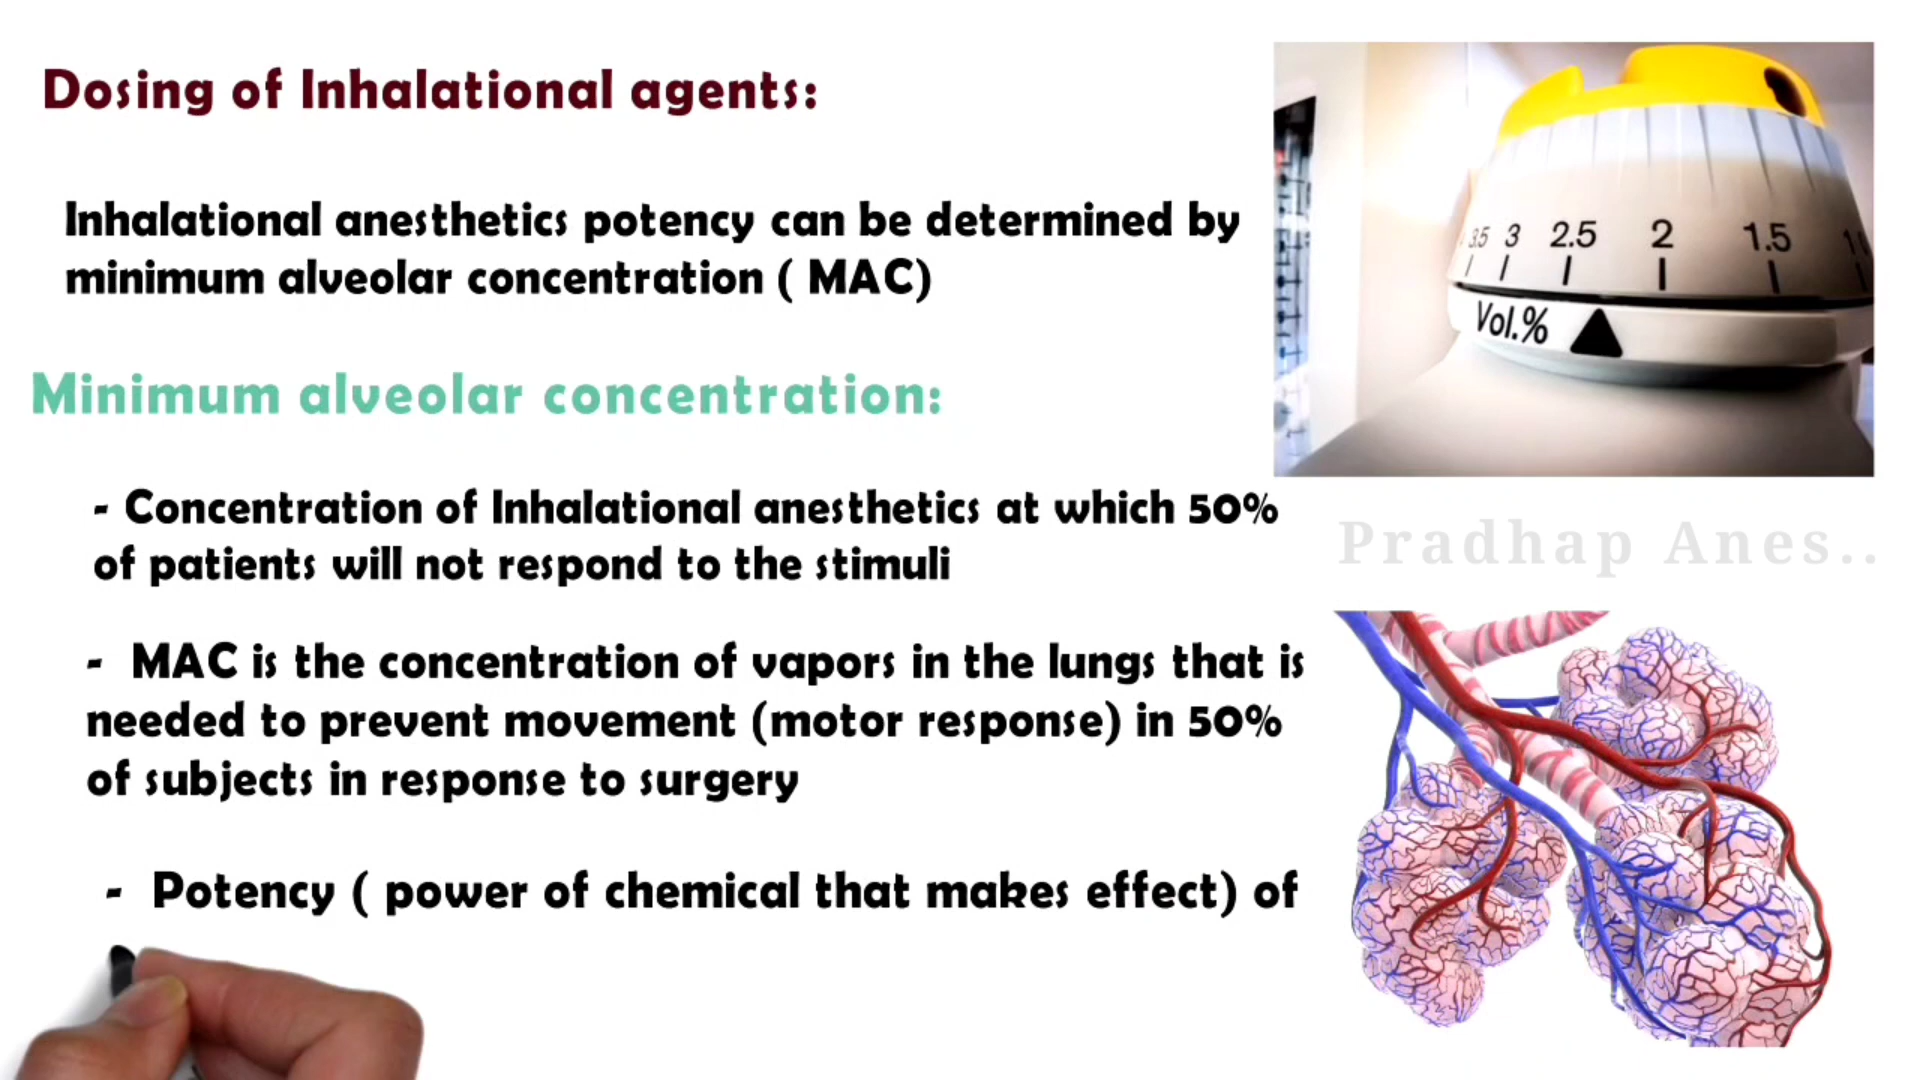 Dosing of Inhalational agents:
Inhalational anesthetics potency can be determined by
minimum alveolar concentration ( MAC)
Minimum alveolar concentration:
- Concentration of Inhalational anesthetics at which 50%
of patients will not respond to the stimuli
- MAC is the concentration of vapors in the lungs that is
needed to prevent movement (motor response) in 50%
of subjects in response to surgery
- Potency ( power of chemical that makes effect) of
3.5 3 2.5 2 1.5
Vol.%
Pradhap Anes..